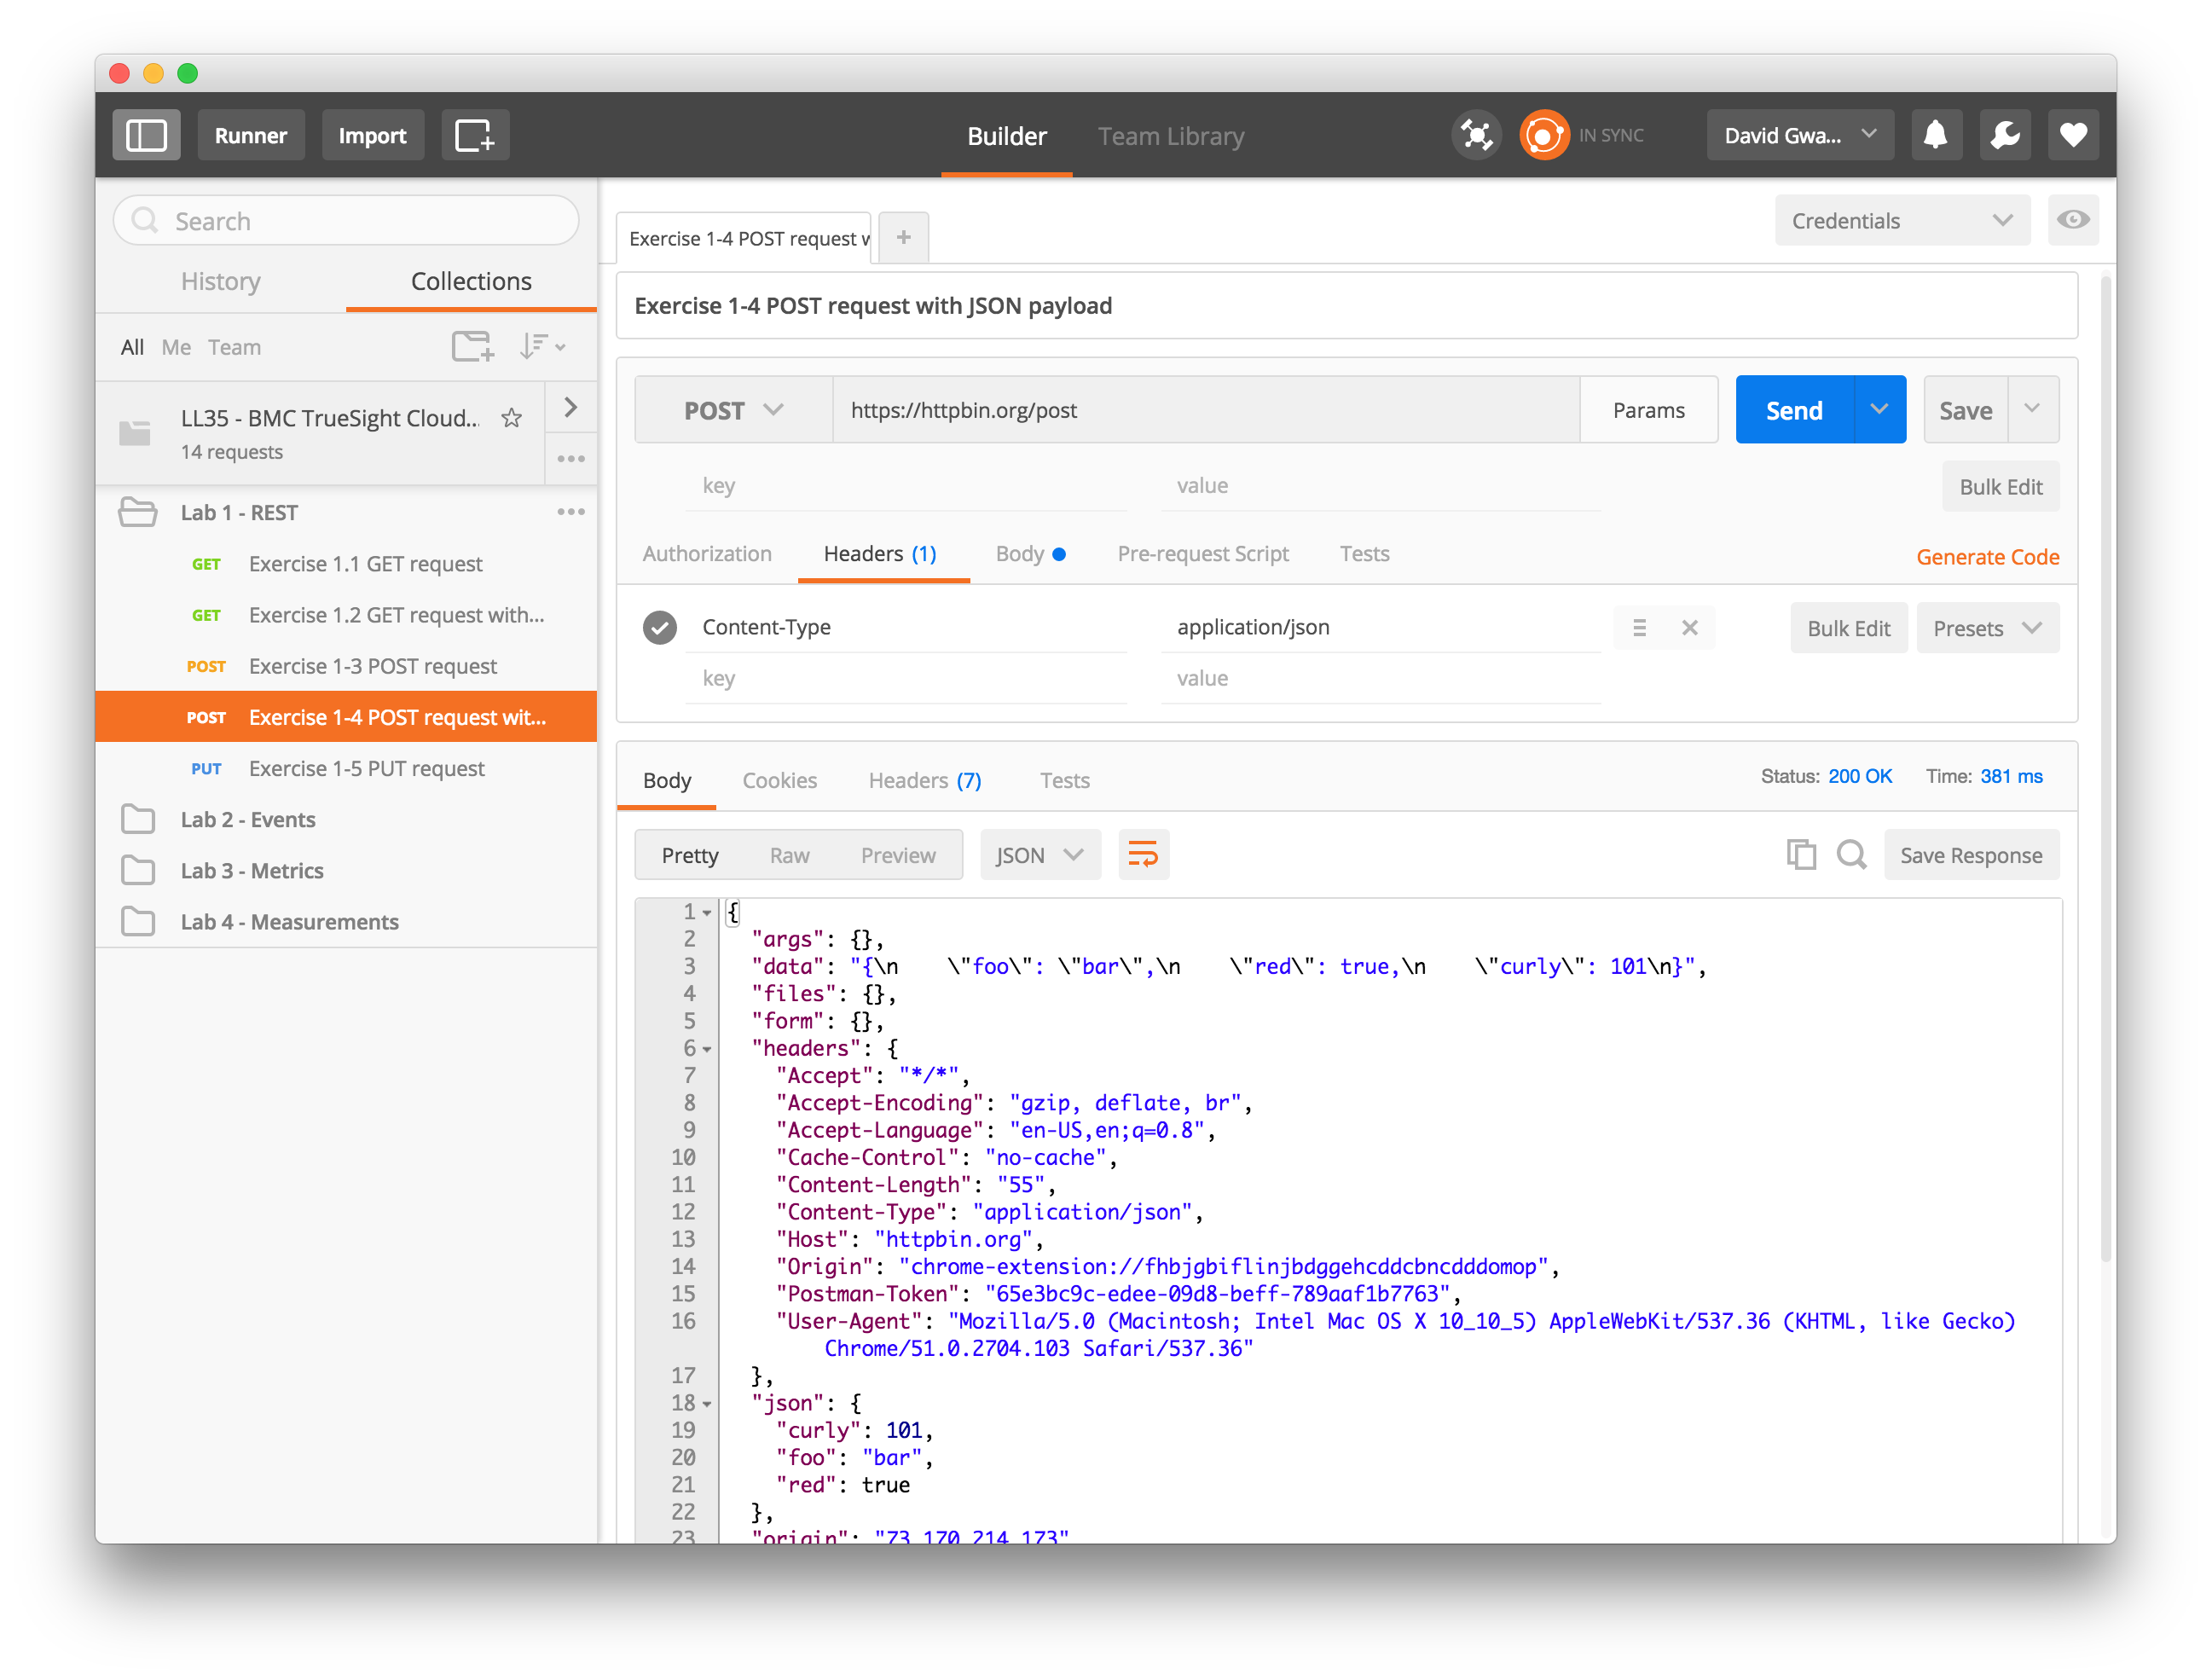 Runner Import Builder Team Library IN SYNC David Gwa...
Search
History Collections
All Me Team
LL35 - BMC TrueSight Cloud..
14 requests
Lab 1 - REST
GET Exercise 1.1 GET request
GET Exercise 1.2 GET request with...
POST Exercise 1-3 POST request
POST Exercise 1-4 POST request wit...
PUT Exercise 1-5 PUT request
Lab 2 - Events
Lab 3 - Metrics
Lab 4 - Measurements
Exercise 1-4 POST request w +
Credentials
Exercise 1-4 POST request with JSON payload
POST https://httpbin.org/post Params Send Save
key value Bulk Edit
Authorization Headers (1) Body Pre-request Script Tests Generate Code
Content-Type application/json Bulk Edit Presets
key value
Body Cookies Headers (7) Tests Status: 200 OK Time: 381 ms
Pretty Raw Preview JSON Save Response
1 {
2 "args": {},
3 "data": "{\n    \"foo\": \"bar\",\n    \"red\": true,\n    \"curly\": 101\n}",
4 "files": {},
5 "form": {},
6 "headers": {
7 "Accept": "*/*",
8 "Accept-Encoding": "gzip, deflate, br",
9 "Accept-Language": "en-US,en;q=0.8",
10 "Cache-Control": "no-cache",
11 "Content-Length": "55",
12 "Content-Type": "application/json",
13 "Host": "httpbin.org",
14 "Origin": "chrome-extension://fhbjgbiflinjbdggehcddcbncdddomop",
15 "Postman-Token": "65e3bc9c-edee-09d8-beff-789aaf1b7763",
16 "User-Agent": "Mozilla/5.0 (Macintosh; Intel Mac OS X 10_10_5) AppleWebKit/537.36 (KHTML, like Gecko)
Chrome/51.0.2704.103 Safari/537.36"
17 },
18 "json": {
19 "curly": 101,
20 "foo": "bar",
21 "red": true
22 },
23 "origin": "73.170.214.173"